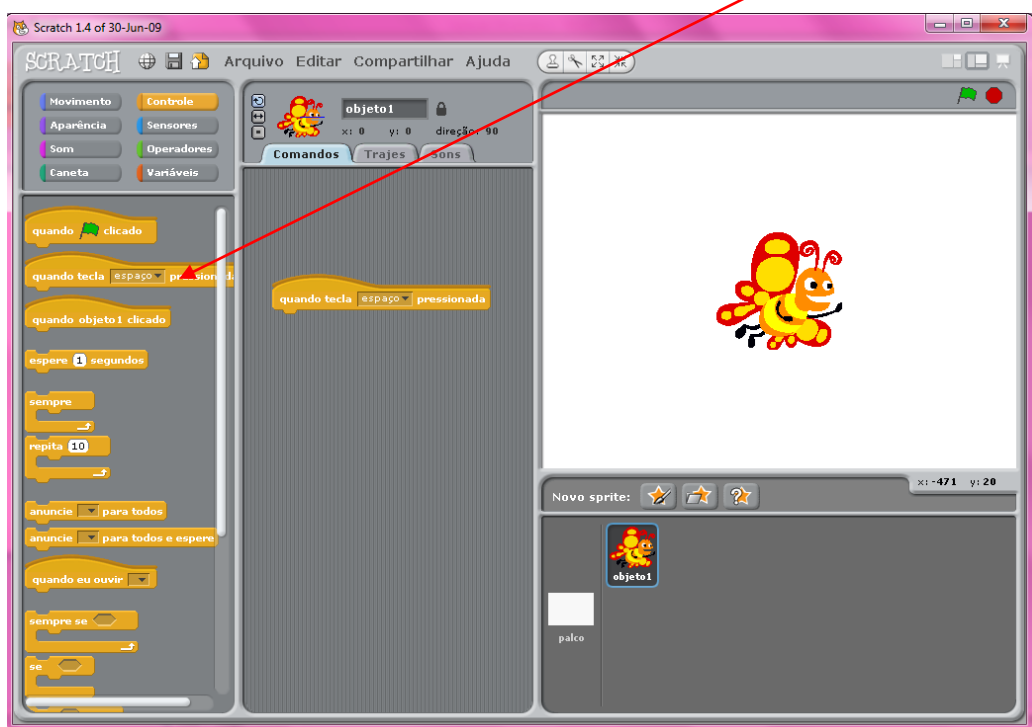 Scratch 1.4 of 30-Jun-09
SCRATCH Arquivo Editar Compartilhar Ajuda
Movimento Controle
Aparência Sensores
Som Operadores
Caneta Variáveis
objeto1
x: 0 y: 0 direção: 90
Comandos Trajes Sons
quando clicado
quando tecla espaço pressionada
quando objeto1 clicado
espere 1 segundos
sempre
repita 10
anuncie para todos
anuncie para todos e espere
quando eu ouvir
sempre se
se
quando tecla espaço pressionada
x: -471 y: 20
Novo sprite:
objeto1
palco